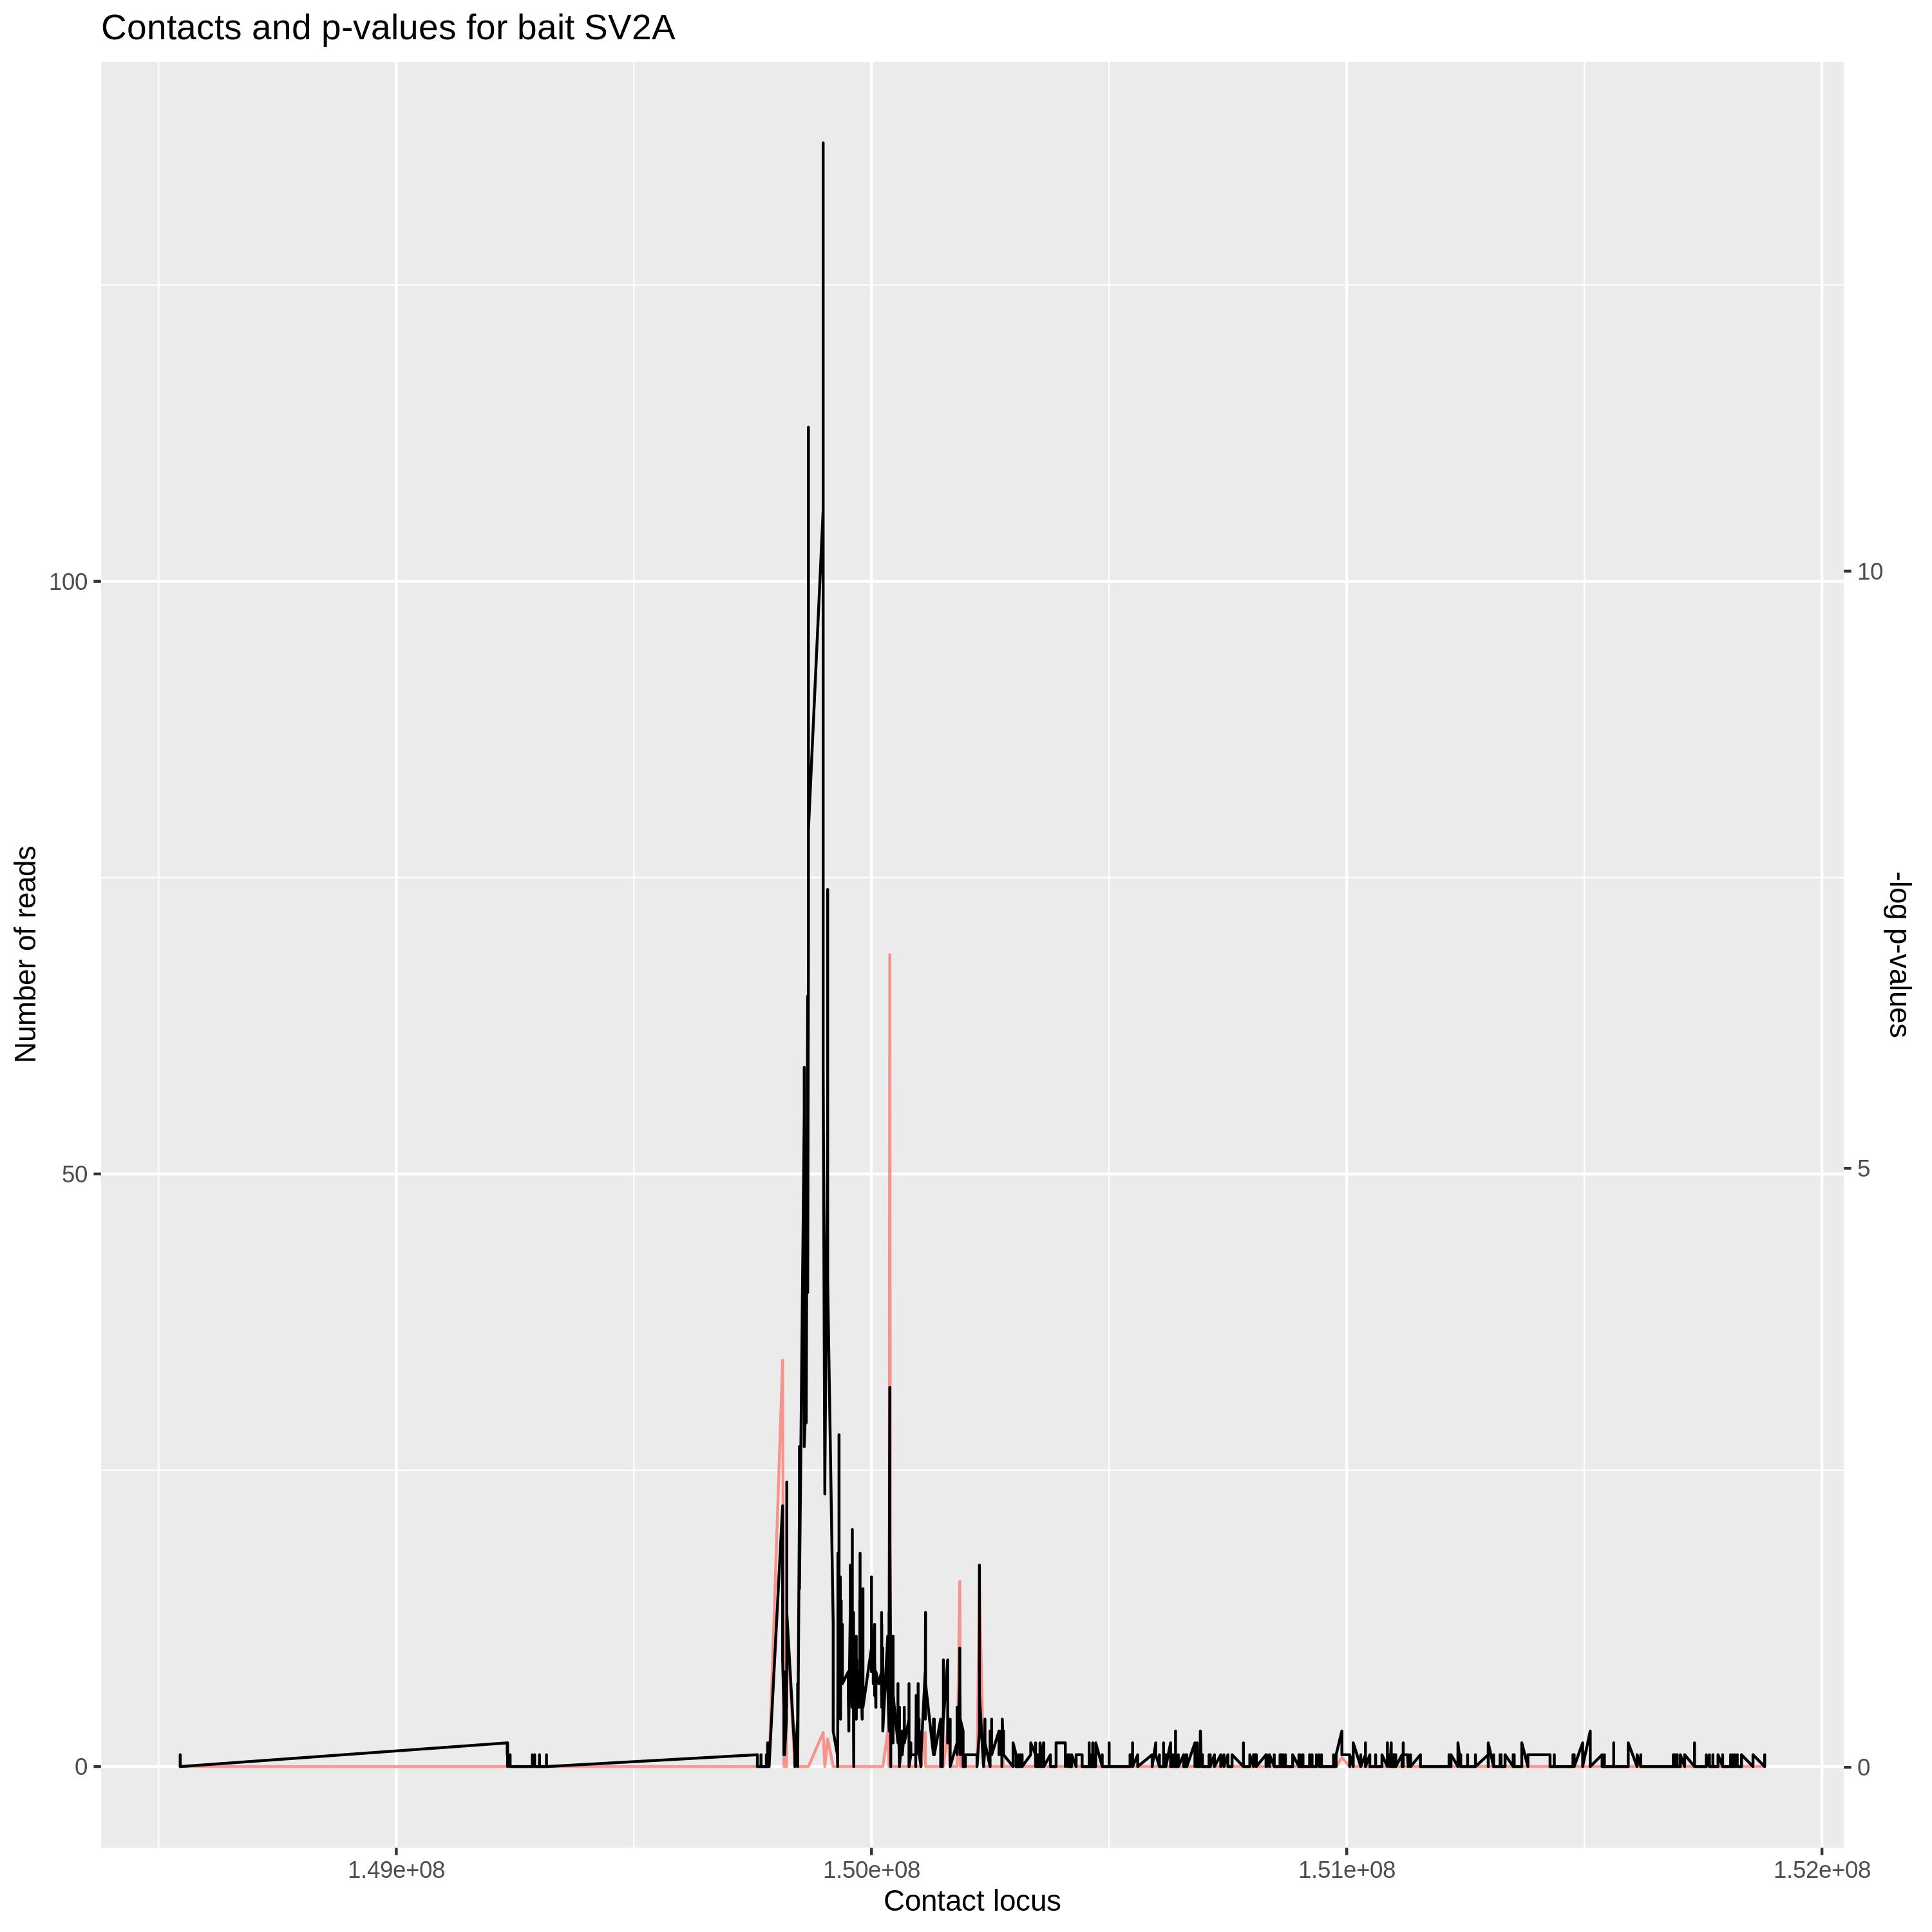 Contacts and p-values for bait SV2A
100
50
0
Number of reads
10
5
0
-log p-values
1.49e+08
1.50e+08
1.51e+08
1.52e+08
Contact locus